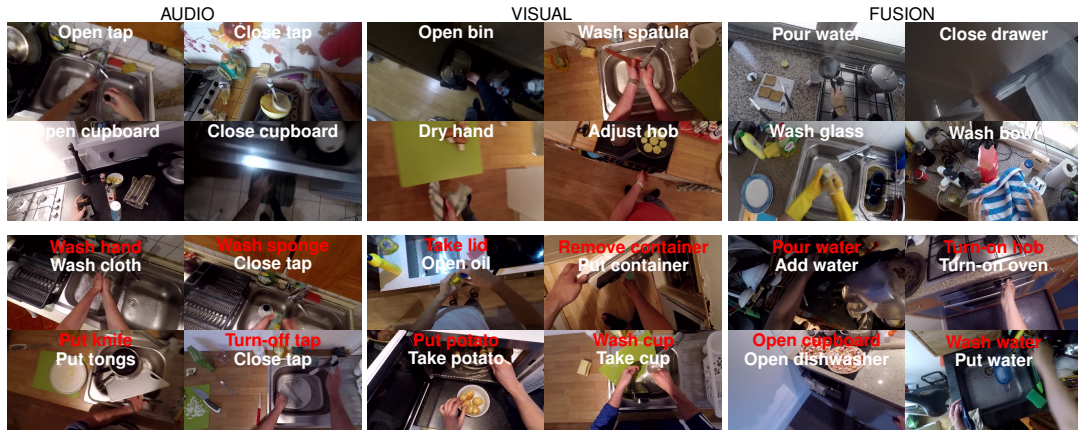 AUDIO VISUAL FUSION
Open tap Close tap Open bin Wash spatula Pour water Close drawer
Open cupboard Close cupboard Dry hand Adjust hob Wash glass Wash bowl
Wash hand Wash sponge Take lid Remove container Pour water Turn-on hob
Wash cloth Close tap Open oil Put container Add water Turn-on oven
Put knife Turn-off tap Put potato Wash cup Open cupboard Wash water
Put tongs Close tap Take potato Take cup Open dishwasher Put water